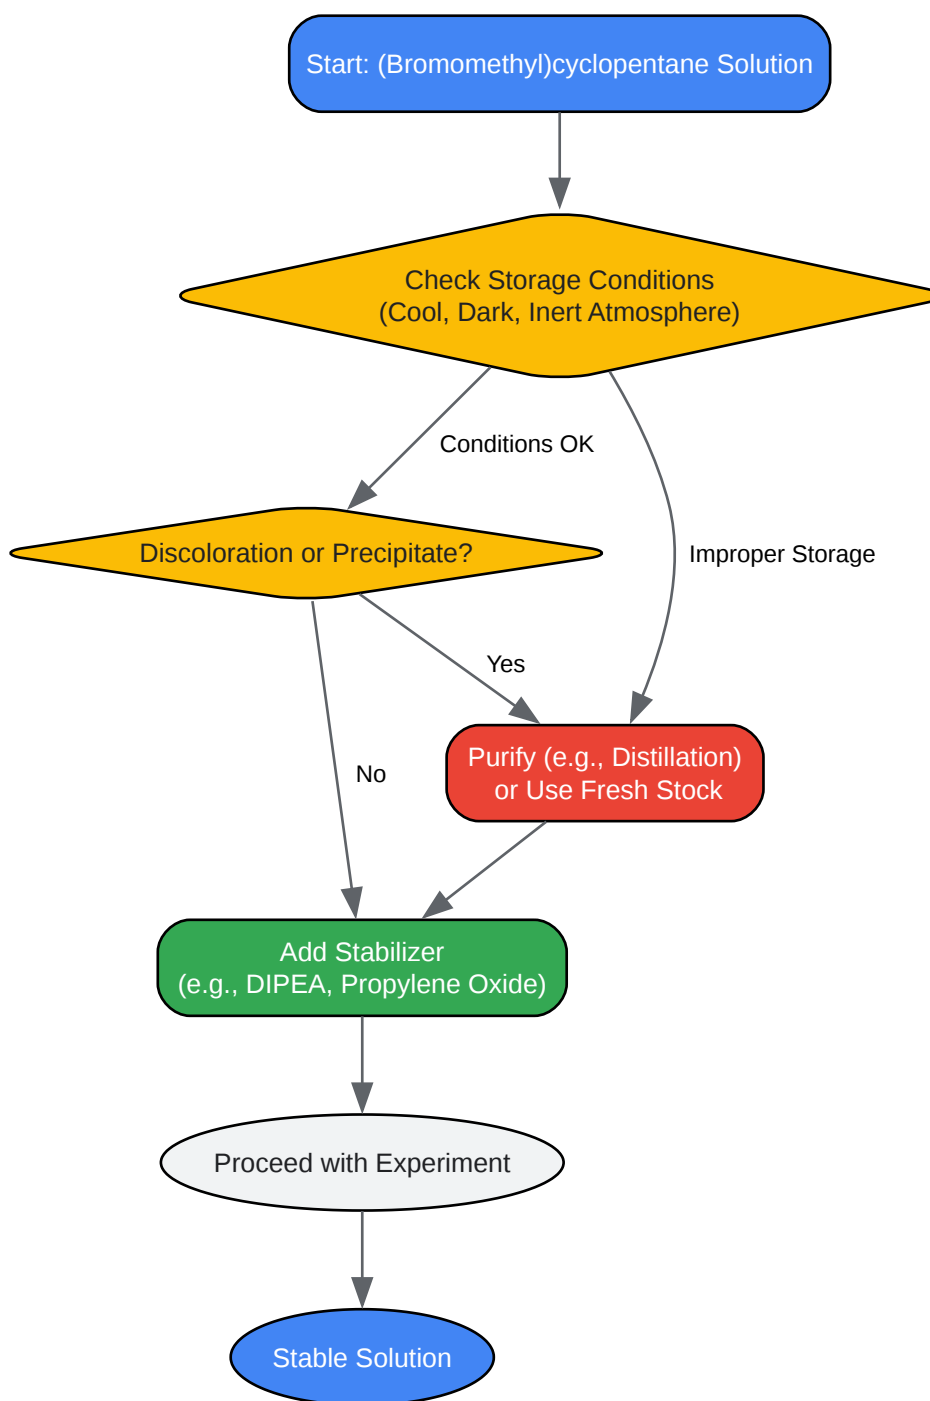 Start: (Bromomethyl)cyclopentane Solution
Check Storage Conditions
(Cool, Dark, Inert Atmosphere)
Conditions OK
Discoloration or Precipitate?
Improper Storage
Yes
Purify (e.g., Distillation)
or Use Fresh Stock
No
Add Stabilizer
(e.g., DIPEA, Propylene Oxide)
Proceed with Experiment
Stable Solution